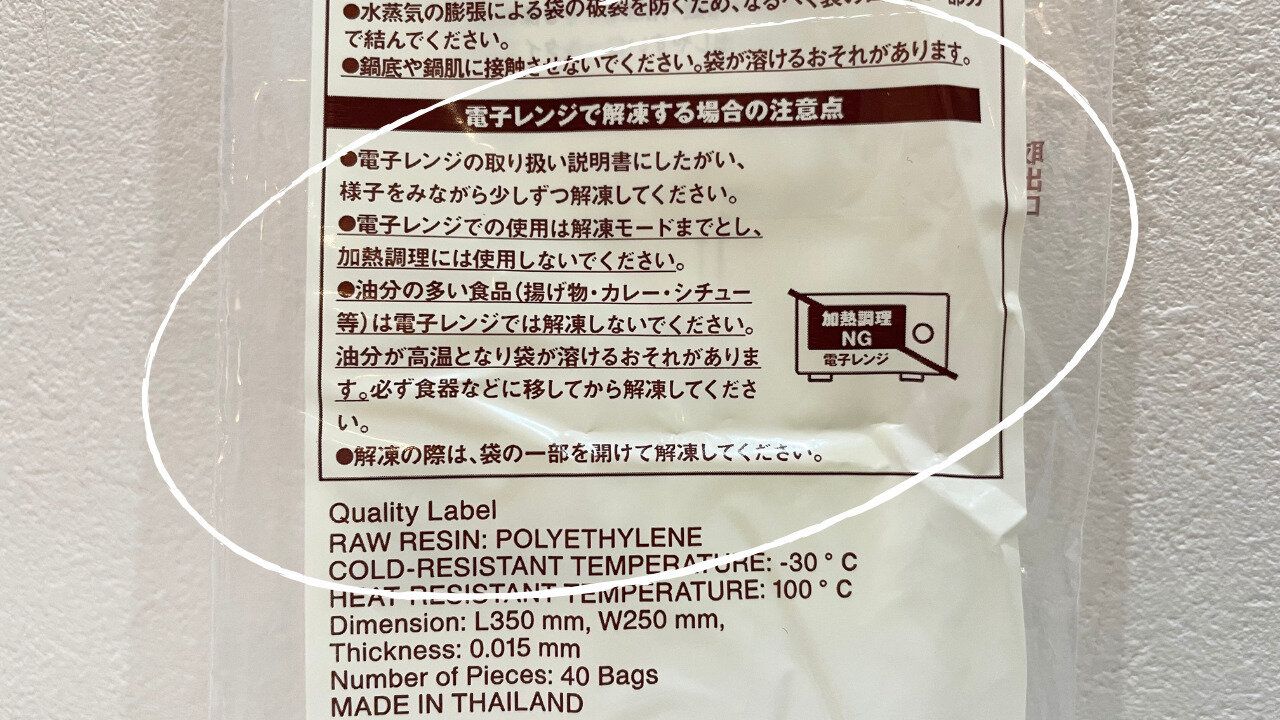 ●水蒸気の膨張による袋の破裂を防ぐため、なるべく袋の
で結んでください。
●鍋底や鍋肌に接触させないでください。袋が溶けるおそれがあります。
電子レンジで解凍する場合の注意点
●電子レンジの取り扱い説明書にしたがい、
様子をみながら少しずつ解凍してください。
●電子レンジでの使用は解凍モードまでとし、
加熱調理には使用しないでください。
●油分の多い食品(揚げ物・カレー・シチュー
等)は電子レンジでは解凍しないでください。
油分が高温となり袋が溶けるおそれがありま
す。必ず食器などに移してから解凍してくださ
い。
●解凍の際は、袋の一部を開けて解凍してください。
加熱調理
NG
電子レンジ
取出口
Quality Label
RAW RESIN: POLYETHYLENE
COLD-RESISTANT TEMPERATURE: -30 ° C
HEAT-RESISTANT TEMPERATURE: 100 ° C
Dimension: L350 mm, W250 mm,
Thickness: 0.015 mm
Number of Pieces: 40 Bags
MADE IN THAILAND